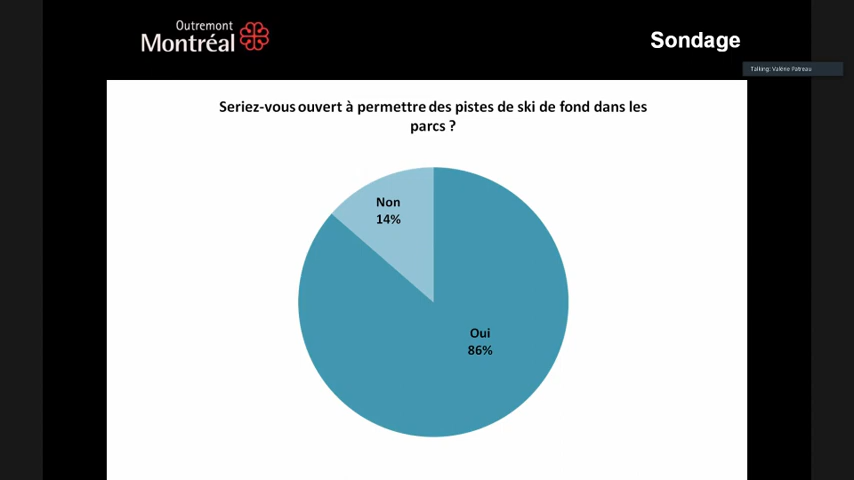 Outremont
Montréal
Sondage
Talking: Valérie Patreau
Seriez-vous ouvert à permettre des pistes de ski de fond dans les
parcs ?
Non
14%
Oui
86%